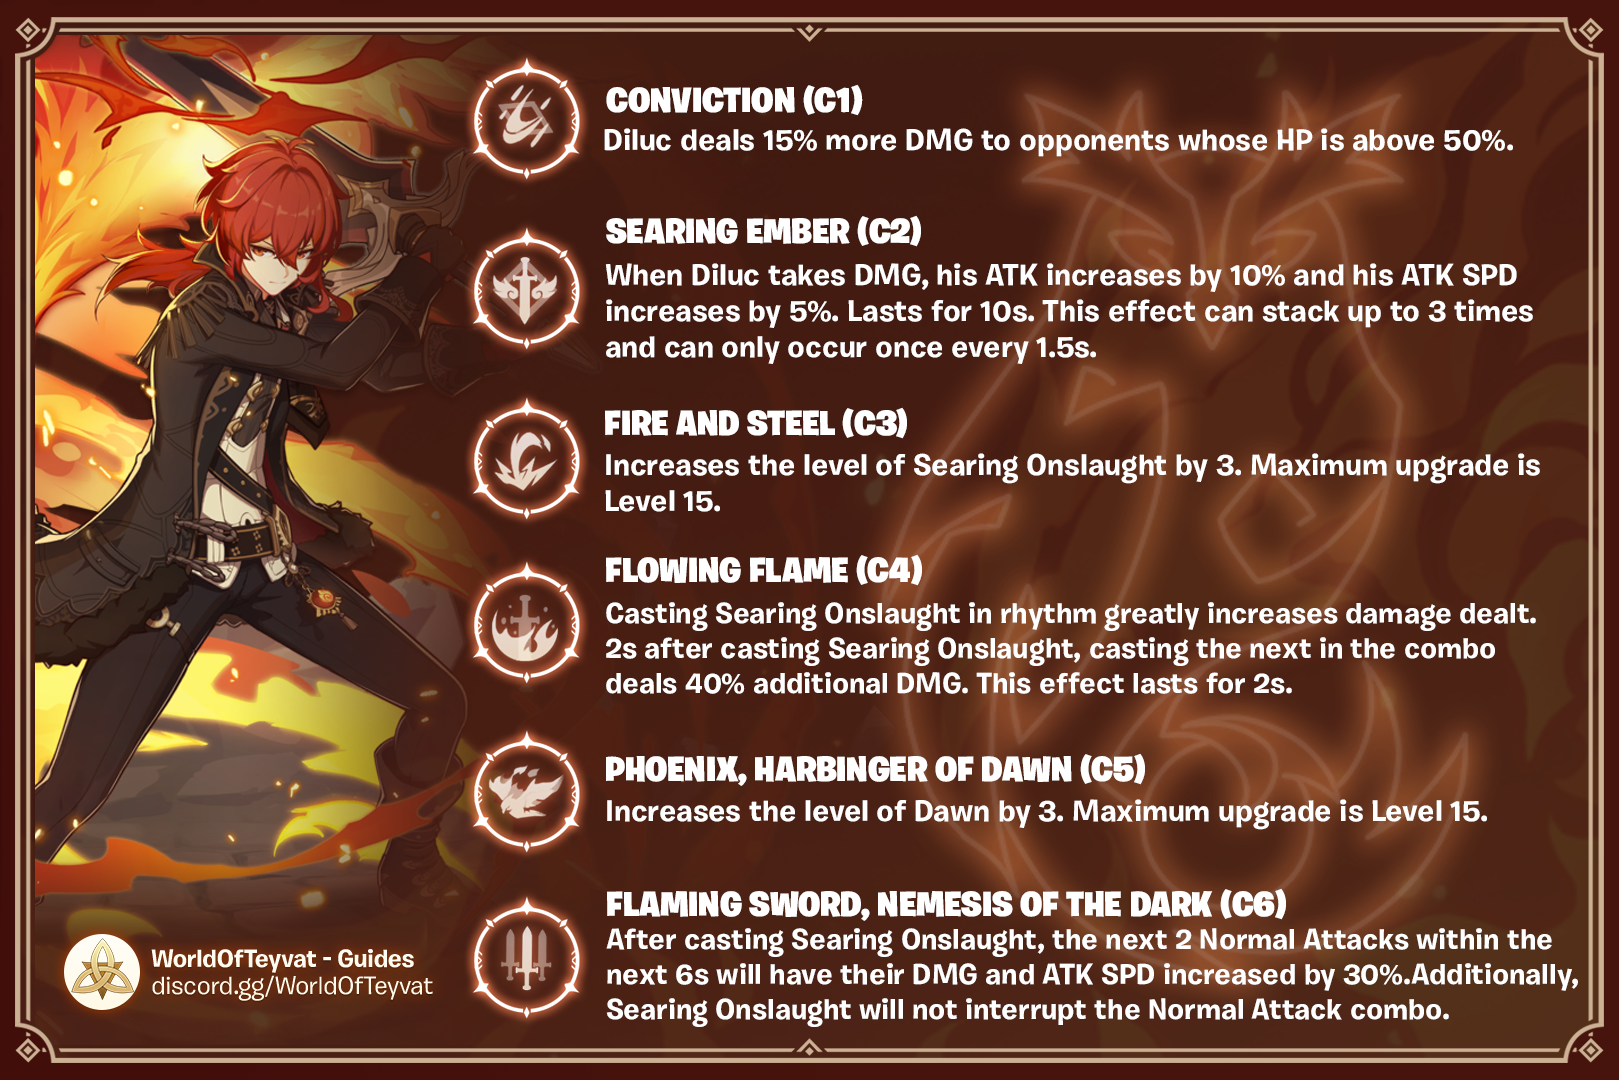 CONVICTION (C1)
Diluc deals 15% more DMG to opponents whose HP is above 50%.
SEARING EMBER (C2)
When Diluc takes DMG, his ATK increases by 10% and his ATK SPD
increases by 5%. Lasts for 10s. This effect can stack up to 3 times
and can only occur once every 1.5s.
FIRE AND STEEL (C3)
Increases the level of Searing Onslaught by 3. Maximum upgrade is
Level 15.
FLOWING FLAME (C4)
Casting Searing Onslaught in rhythm greatly increases damage dealt.
2s after casting Searing Onslaught, casting the next in the combo
deals 40% additional DMG. This effect lasts for 2s.
PHOENIX, HARBINGER OF DAWN (C5)
Increases the level of Dawn by 3. Maximum upgrade is Level 15.
FLAMING SWORD, NEMESIS OF THE DARK (C6)
After casting Searing Onslaught, the next 2 Normal Attacks within the
next 6s will have their DMG and ATK SPD increased by 30%.Additionally,
Searing Onslaught will not interrupt the Normal Attack combo.
WorldOfTeyvat - Guides
discord.gg/WorldOfTeyvat